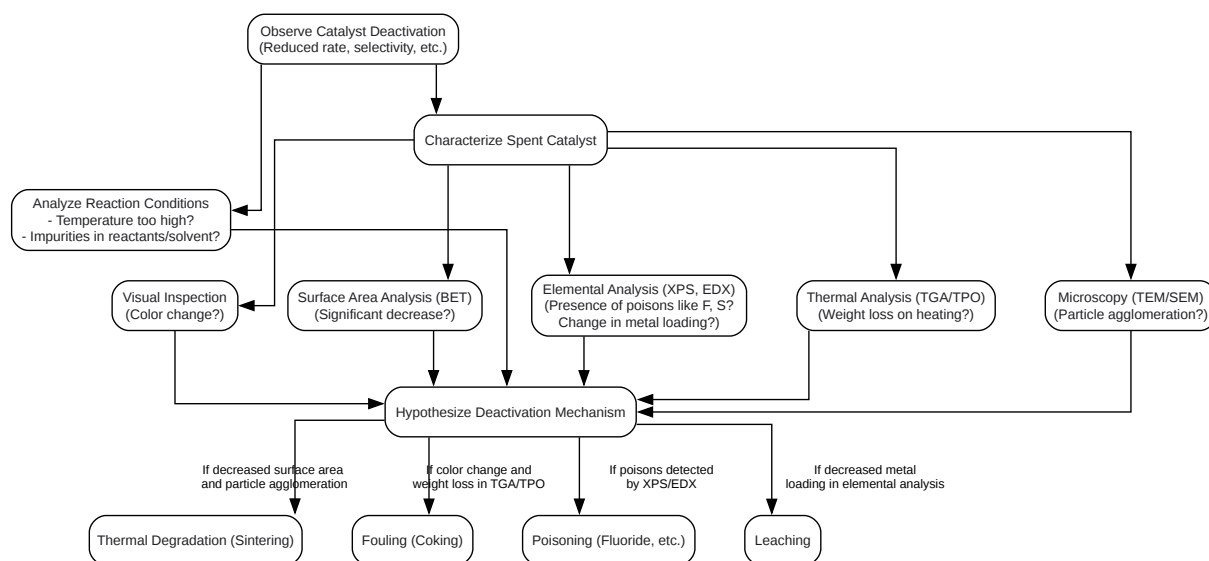 Observe Catalyst Deactivation
(Reduced rate, selectivity, etc.)
Characterize Spent Catalyst
Analyze Reaction Conditions
- Temperature too high?
- Impurities in reactants/solvent?
Visual Inspection
(Color change?)
Surface Area Analysis (BET)
(Significant decrease?)
Elemental Analysis (XPS, EDX)
(Presence of poisons like F, S?
Change in metal loading?)
Thermal Analysis (TGA/TPO)
(Weight loss on heating?)
Microscopy (TEM/SEM)
(Particle agglomeration?)
Hypothesize Deactivation Mechanism
If decreased surface area
and particle agglomeration
If color change and
weight loss in TGA/TPO
If poisons detected
by XPS/EDX
If decreased metal
loading in elemental analysis
Thermal Degradation (Sintering)
Fouling (Coking)
Poisoning (Fluoride, etc.)
Leaching